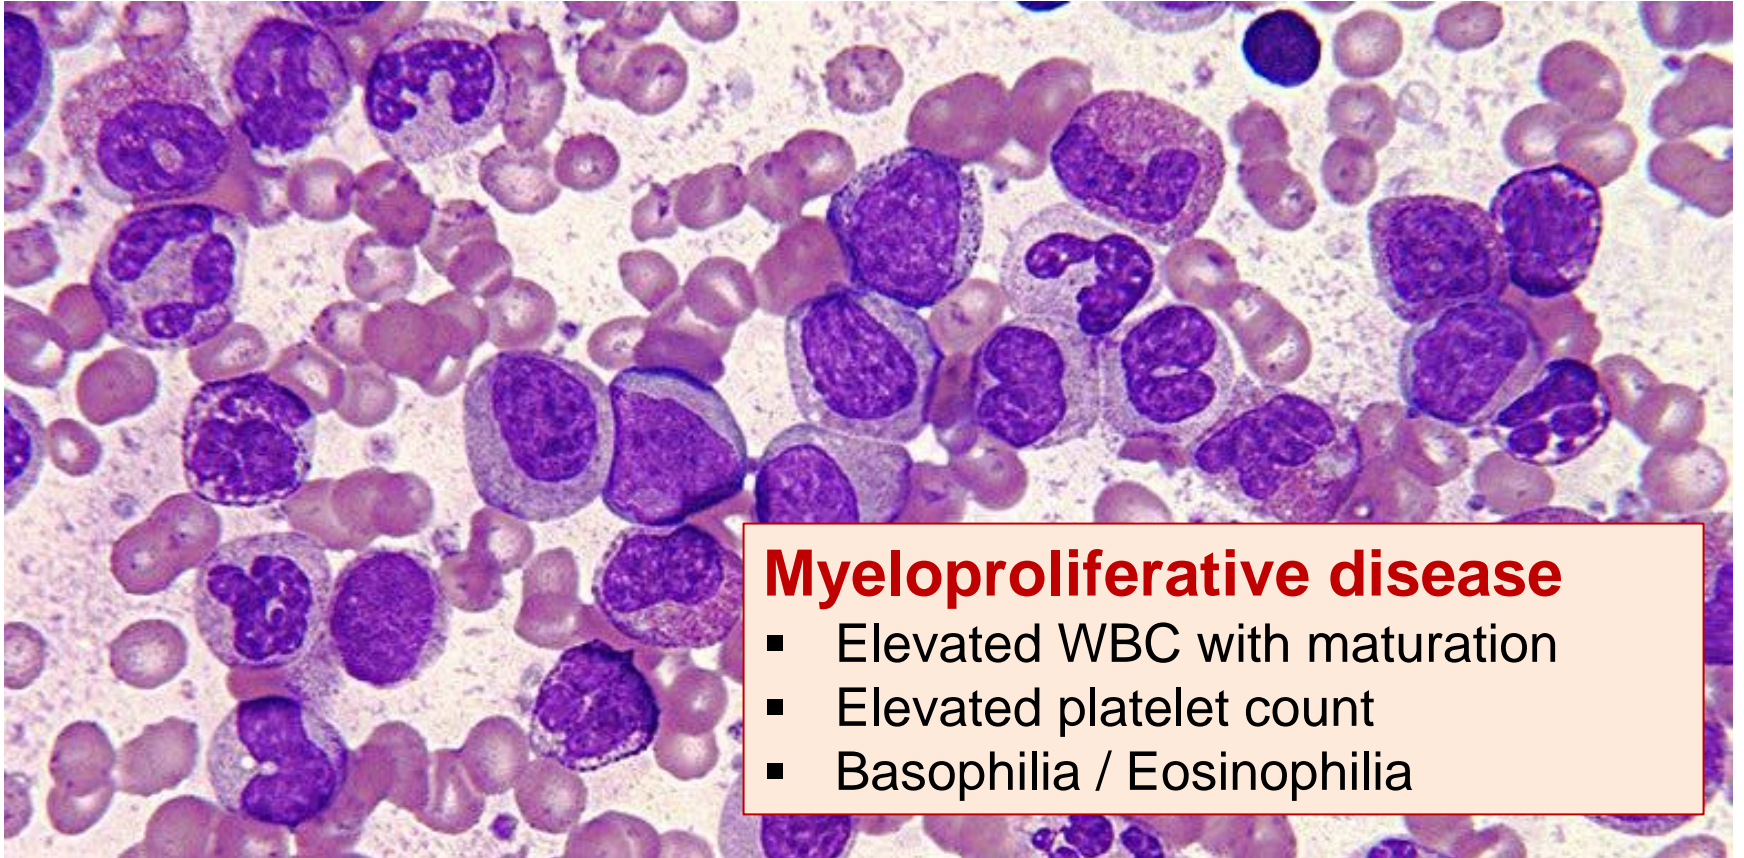 Myeloproliferative disease
▪ Elevated WBC with maturation
▪ Elevated platelet count
▪ Basophilia / Eosinophilia